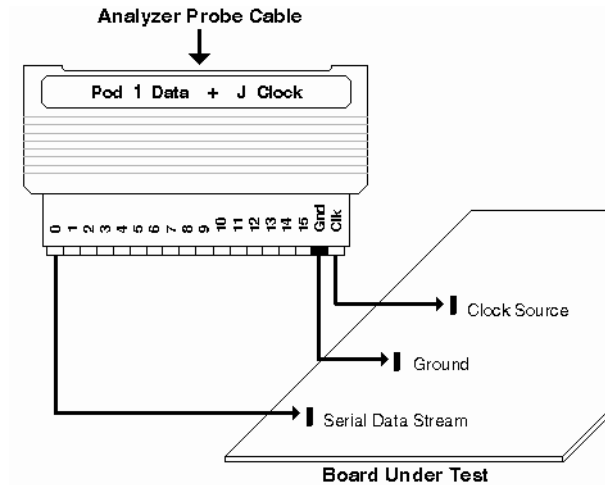 Analyzer Probe Cable
Pod 1 Data + J Clock
0 1 2 3 4 5 6 7 8 9 10 11 12 13 14 15 Gnd Clk
Clock Source
Ground
Serial Data Stream
Board Under Test